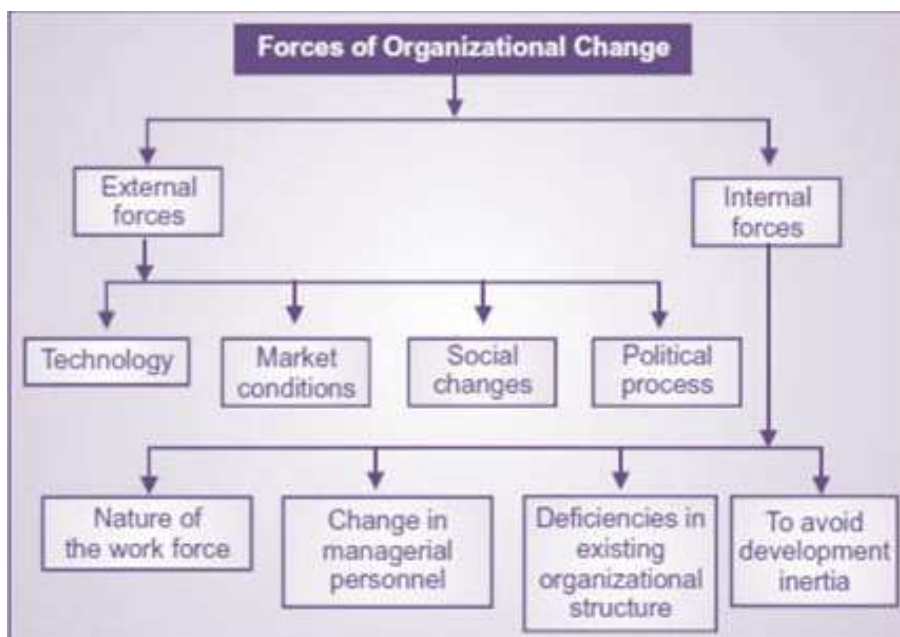 Forces of Organizational Change
External
forces
Internal
forces
Technology
Market
conditions
Social
changes
Political
process
Nature of
the work force
Change in
managerial
personnel
Deficiencies in
existing
organizational
structure
To avoid
development
inertia